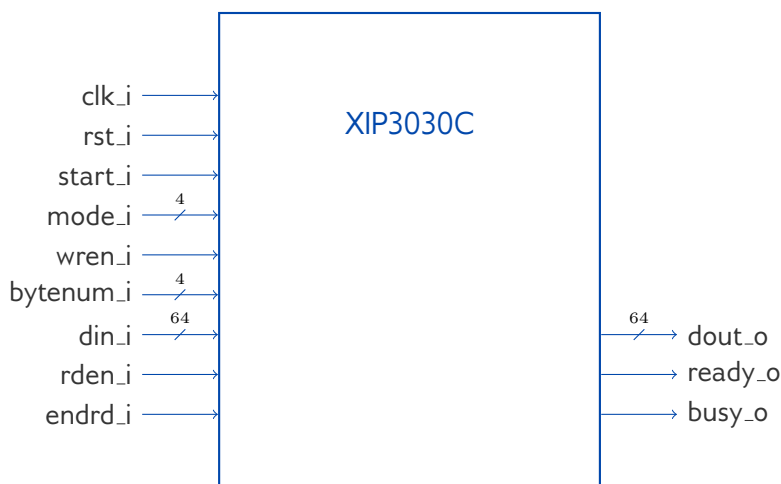 clk_i
XIP3030C
rst_i
start_i
mode_i
4
wren_i
bytenum_i
4
din_i
64
rden_i
endrd_i
64
dout_o
ready_o
busy_o